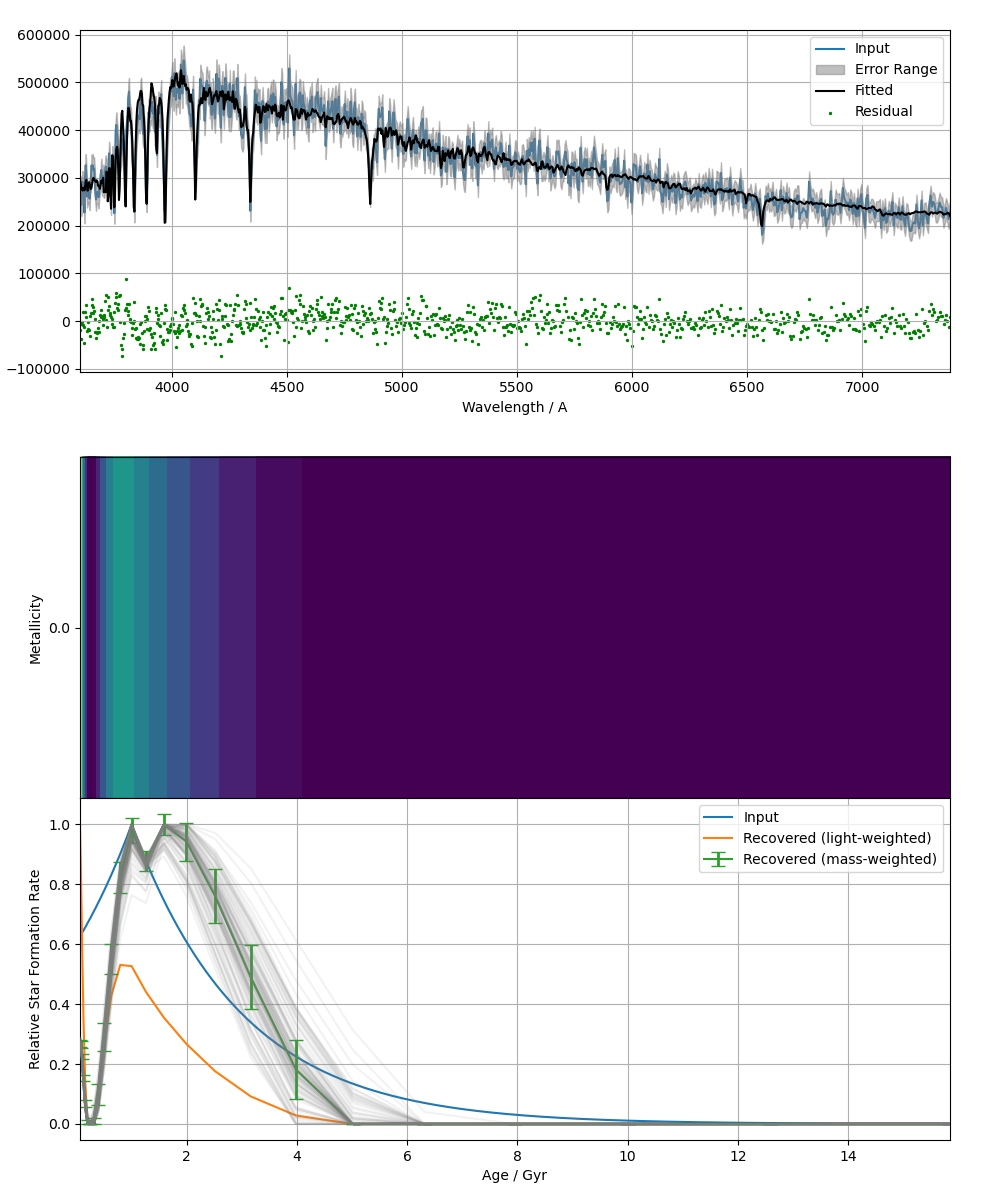 600000
500000
400000
300000
200000
100000
0
−100000
Input
Error Range
Fitted
Residual
4000 4500 5000 5500 6000 6500 7000
Wavelength / A
Metallicity
0.0
Relative Star Formation Rate
1.0
0.8
0.6
0.4
0.2
0.0
Input
Recovered (light-weighted)
Recovered (mass-weighted)
2 4 6 8 10 12 14
Age / Gyr